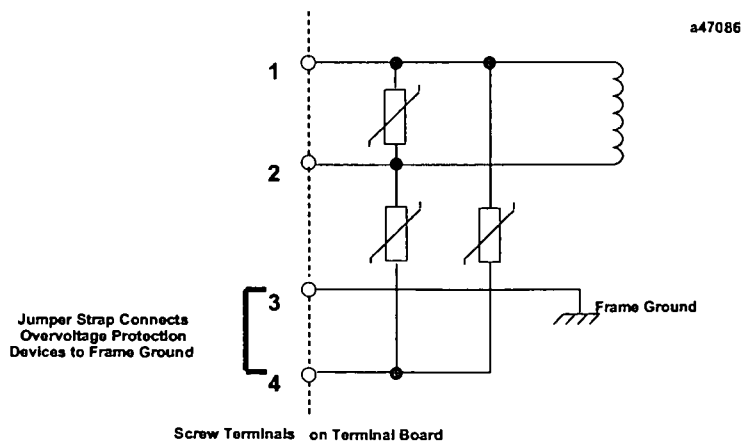 a47086
1
2
3
Frame Ground
Jumper Strap Connects
Overvoltage Protection
Devices to Frame Ground
4
Screw Terminals on Terminal Board